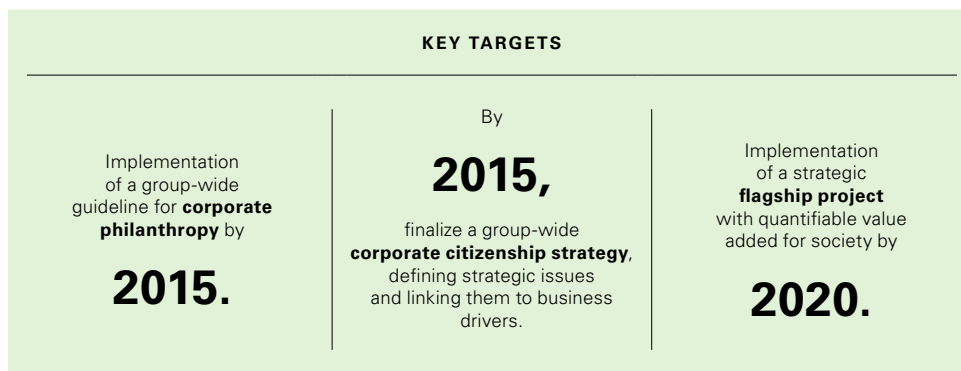 KEY TARGETS
Implementation
of a group-wide
guideline for corporate
philanthropy by
2015.
By
2015,
finalize a group-wide
corporate citizenship strategy,
defining strategic issues
and linking them to business
drivers.
Implementation
of a strategic
flagship project
with quantifiable value
added for society by
2020.